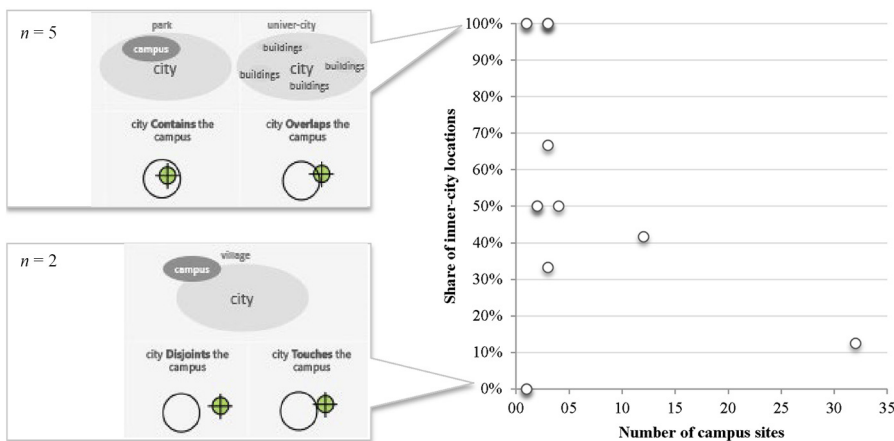 n = 5
park
univer-city
campus
city
buildings
buildings
city
buildings
buildings
city Contains the
campus
city Overlaps the
campus
n = 2
village
campus
city
city Disjoints the
campus
city Touches the
campus
Share of inner-city locations
100%
90%
80%
70%
60%
50%
40%
30%
20%
10%
0%
00
05
10
15
20
25
30
35
Number of campus sites